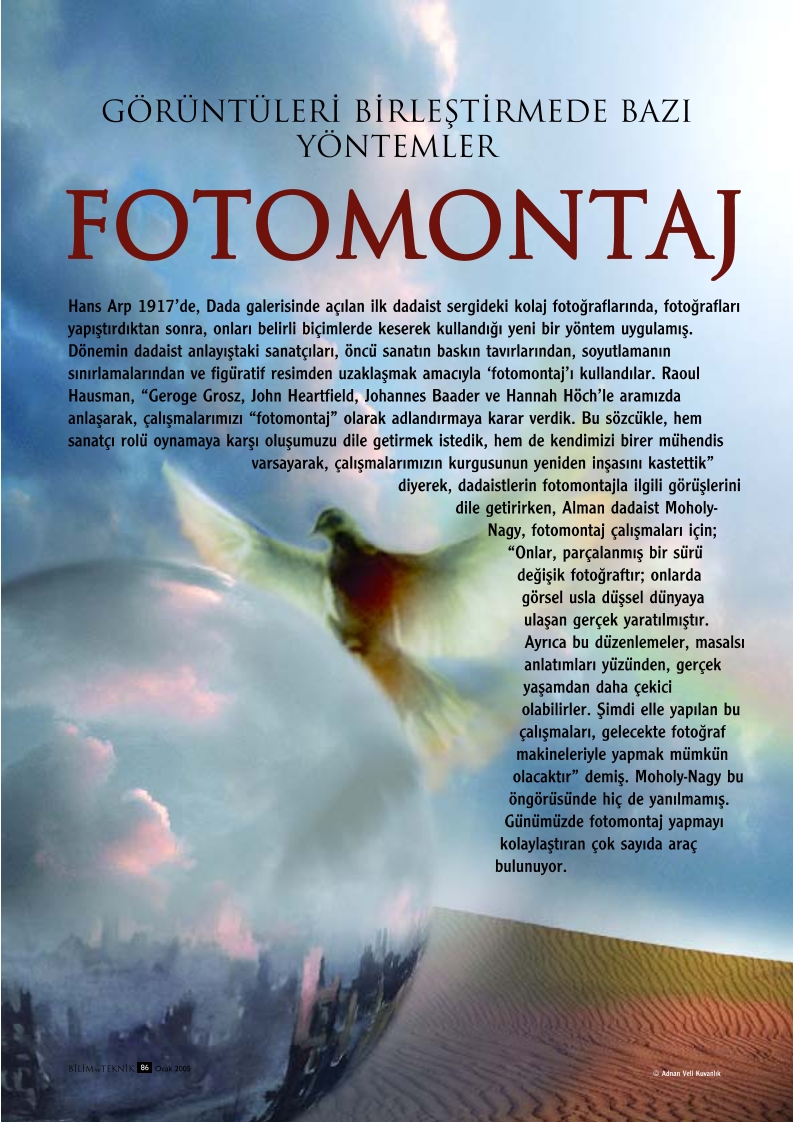 GÖRÜNTÜLERİ BİRLEŞTİRMEDE BAZI
YÖNTEMLER
FOTOMONTAJ
Hans Arp 1917’de, Dada galerisinde açılan ilk dadaist sergideki kolaj fotoğraflarında, fotoğrafları
yapıştırdıktan sonra, onları belirli biçimlerde keserek kullandığı yeni bir yöntem uygulamış.
Dönemin dadaist anlayıştaki sanatçıları, öncü sanatın baskın tavırlarından, soyutlamanın
sınırlamalarından ve figüratif resimden uzaklaşmak amacıyla ‘fotomontaj’ı kullandılar. Raoul
Hausman, “Geroge Grosz, John Heartfield, Johannes Baader ve Hannah Höch’le aramızda
anlaşarak, çalışmalarımızı “fotomontaj” olarak adlandırmaya karar verdik. Bu sözcükle, hem
sanatçı rolü oynamaya karşı oluşumuzu dile getirmek istedik, hem de kendimizi birer mühendis
varsayarak, çalışmalarımızın kurgusunun yeniden inşasını kastettik”
diyerek, dadaistlerin fotomontajla ilgili görüşlerini
dile getirirken, Alman dadaist Moholy-
Nagy, fotomontaj çalışmaları için;
“Onlar, parçalanmış bir sürü
değişik fotoğraftır; onlarda
görsel usla düşsel dünyaya
ulaşan gerçek yaratılmıştır.
Ayrıca bu düzenlemeler, masalsı
anlatımları yüzünden, gerçek
yaşamdan daha çekici
olabilirler. Şimdi elle yapılan bu
çalışmaları, gelecekte fotoğraf
makineleriyle yapmak mümkün
olacaktır” demiş. Moholy-Nagy bu
öngörüsünde hiç de yanılmamış.
Günümüzde fotomontaj yapmayı
kolaylaştıran çok sayıda araç
bulunuyor.
BİLİM ve TEKNİK 86 Ocak 2005
© Adnan Veli Kuvanlık